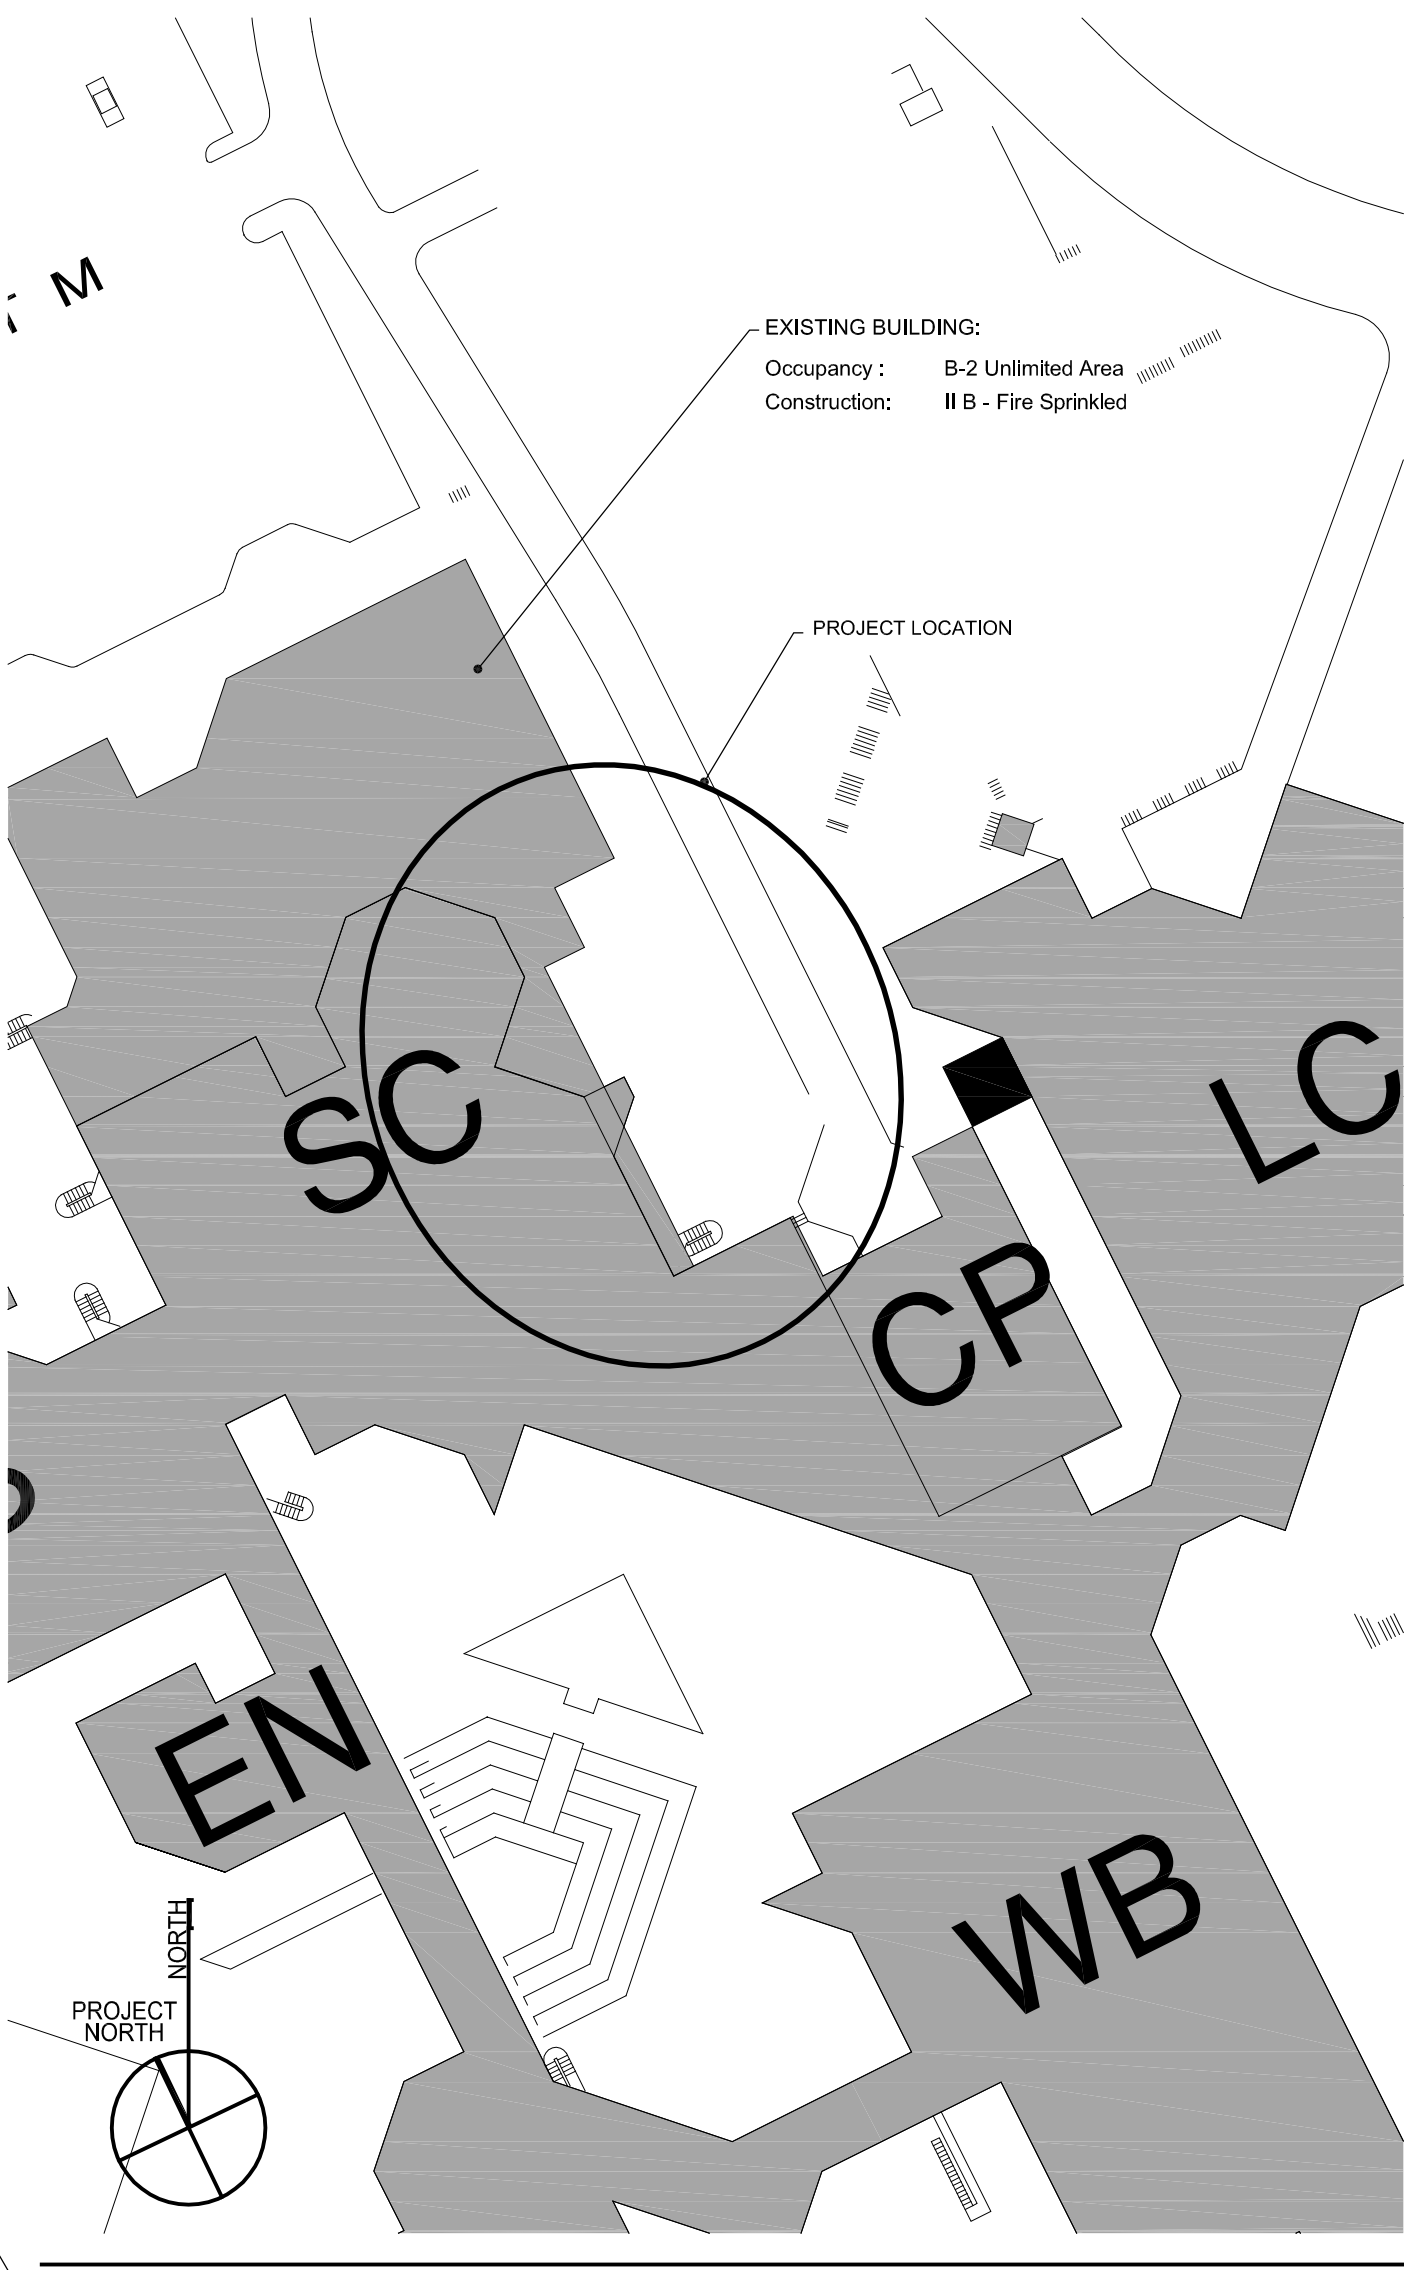 M
EXISTING BUILDING:
Occupancy : B-2 Unlimited Area
Construction: II B - Fire Sprinkled
PROJECT LOCATION
SC
LC
CP
EN
WB
NORTH
PROJECT
NORTH